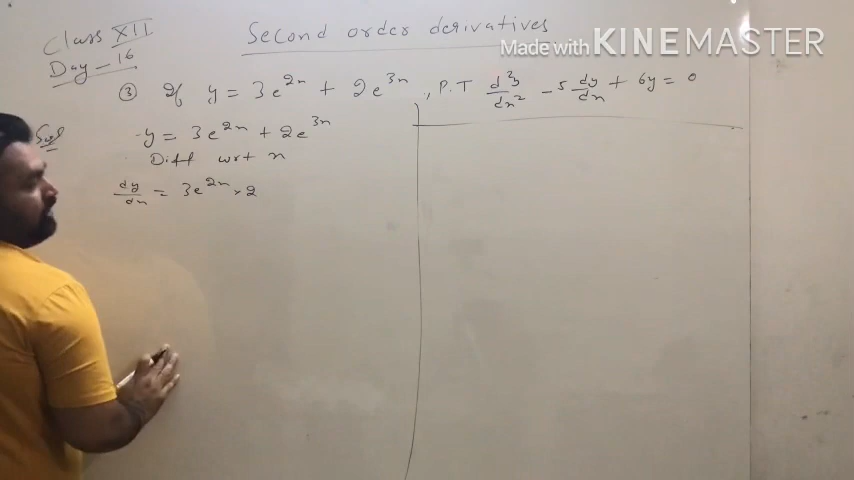 Class XII
Second order derivatives
Made with KINEMASTER
Day - 16
③ If y = 3e^{2x} + 2e^{3x}, P.T d²y/dx² - 5 dy/dx + 6y = 0
Sol
y = 3e^{2x} + 2e^{3x}
Diff wrt x
dy/dx = 3e^{2x} × 2